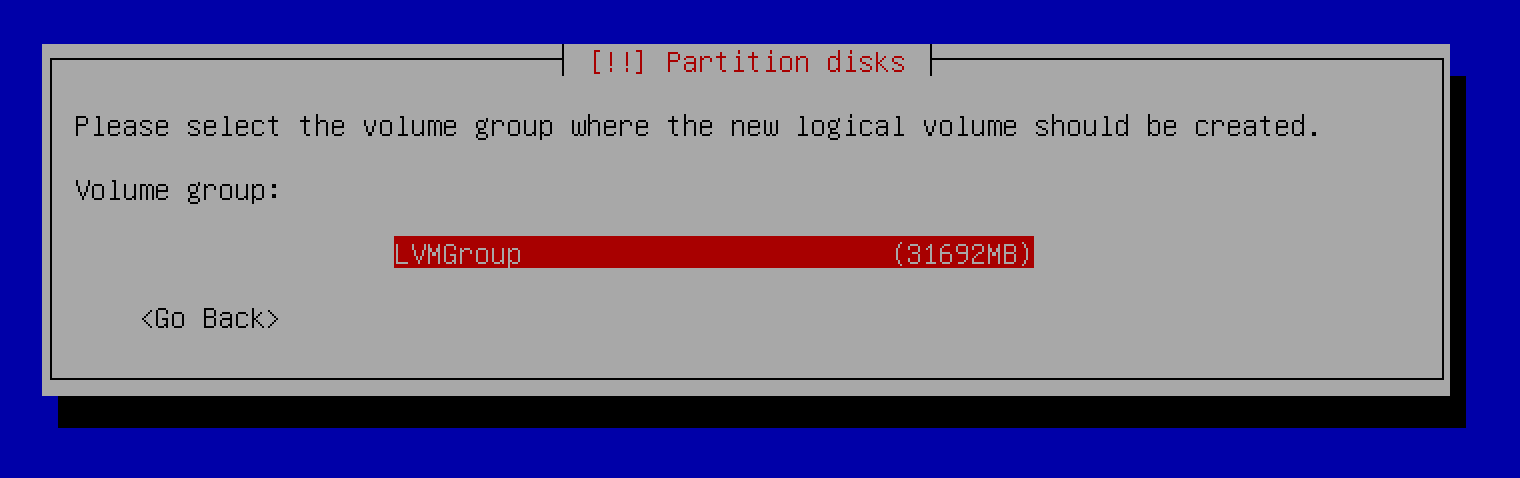 [!!] Partition disks
Please select the volume group where the new logical volume should be created.
Volume group:
LVMGroup (31692MB)
<Go Back>